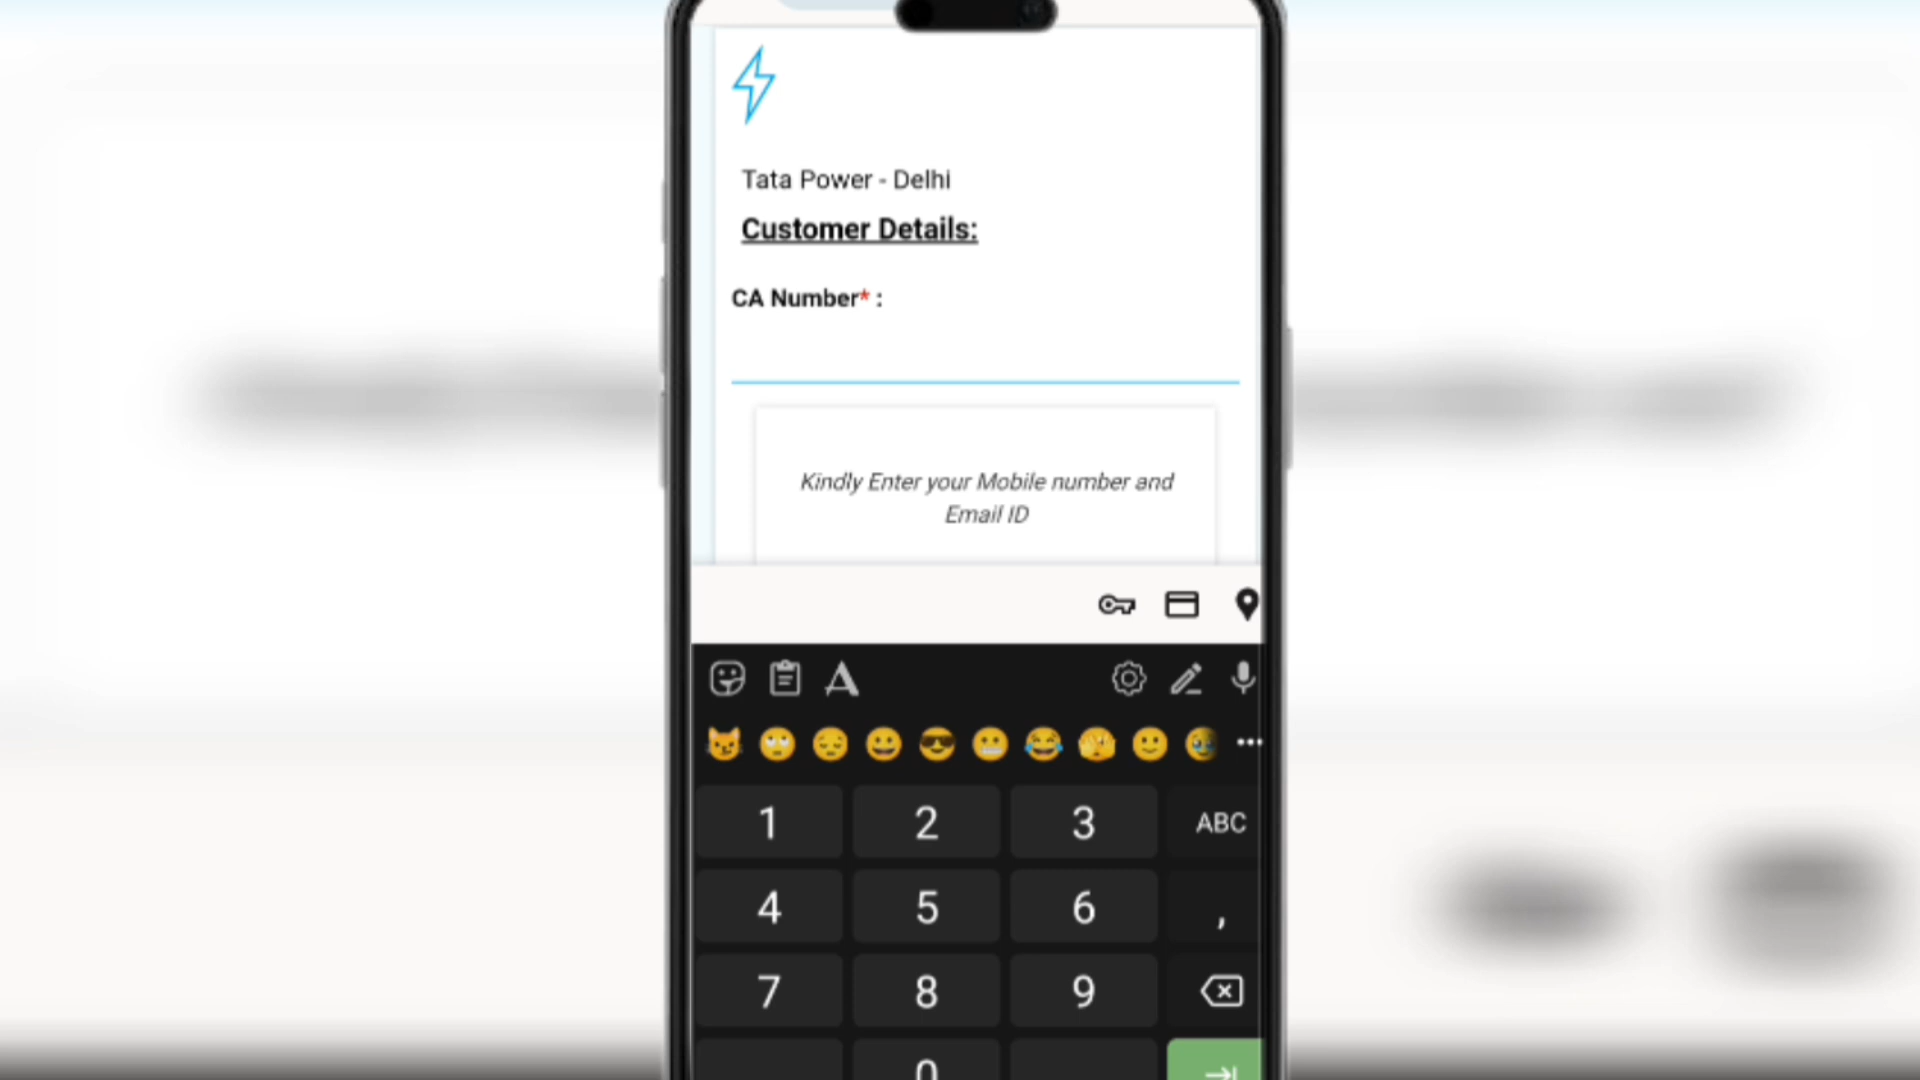 Tata Power - Delhi
Customer Details:
CA Number* :
Kindly Enter your Mobile number and
Email ID
1 2 3 ABC
4 5 6 ,
7 8 9
0